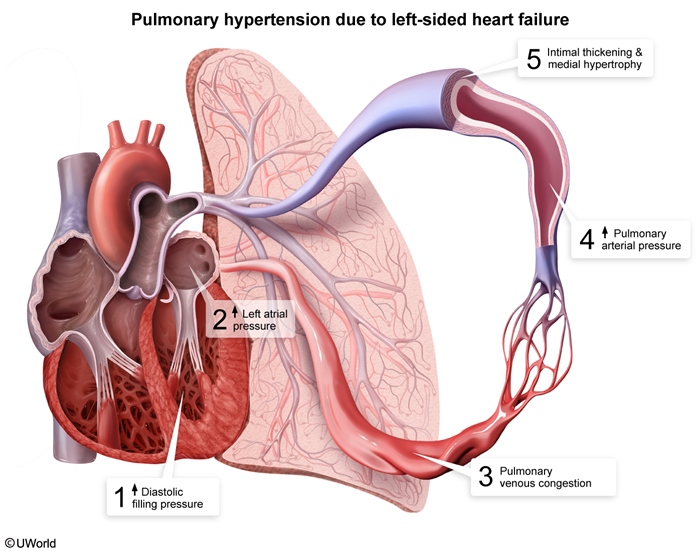 Pulmonary hypertension due to left-sided heart failure
5 Intimal thickening &
medial hypertrophy
4 ↑ Pulmonary
arterial pressure
2 ↑ Left atrial
pressure
3 Pulmonary
venous congestion
1 ↑ Diastolic
filling pressure
©UWorld